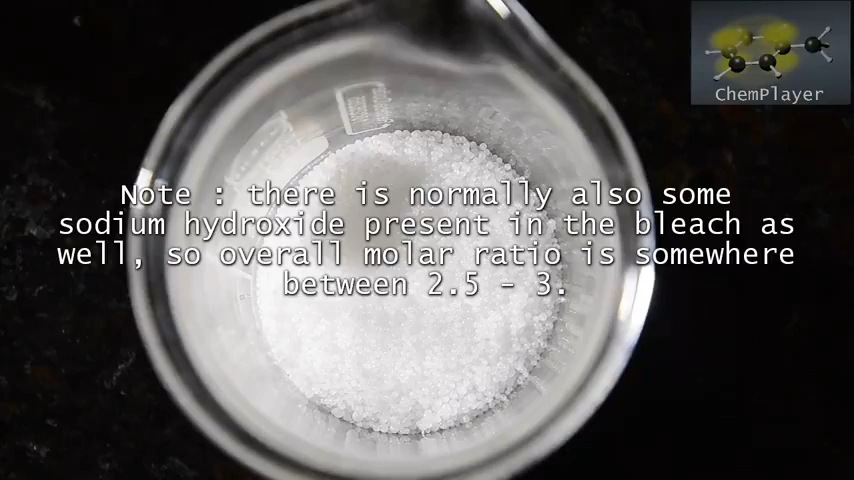 ChemPlayer
Note : there is normally also some
sodium hydroxide present in the bleach as
well, so overall molar ratio is somewhere
between 2.5 - 3.